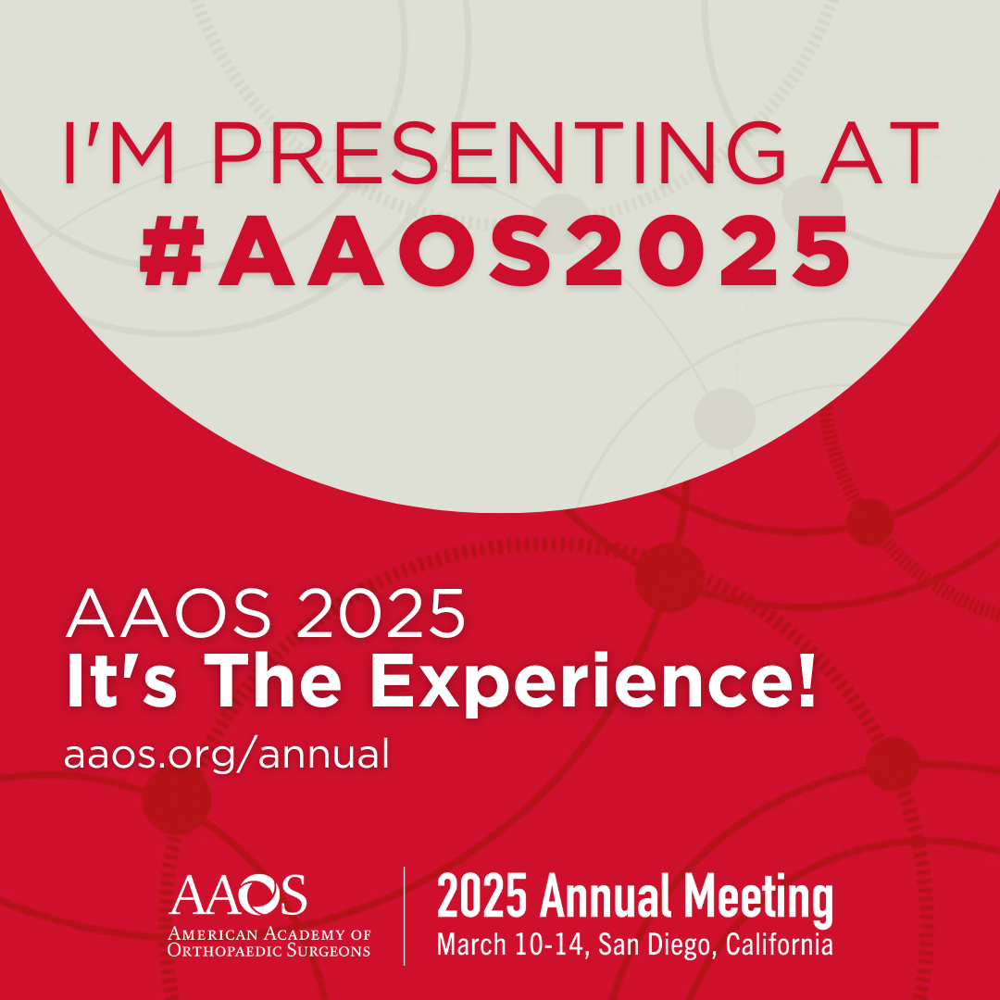 I'M PRESENTING AT
#AAOS2025
AAOS 2025
It's The Experience!
aaos.org/annual
AAOS
AMERICAN ACADEMY OF
ORTHOPAEDIC SURGEONS
2025 Annual Meeting
March 10-14, San Diego, California